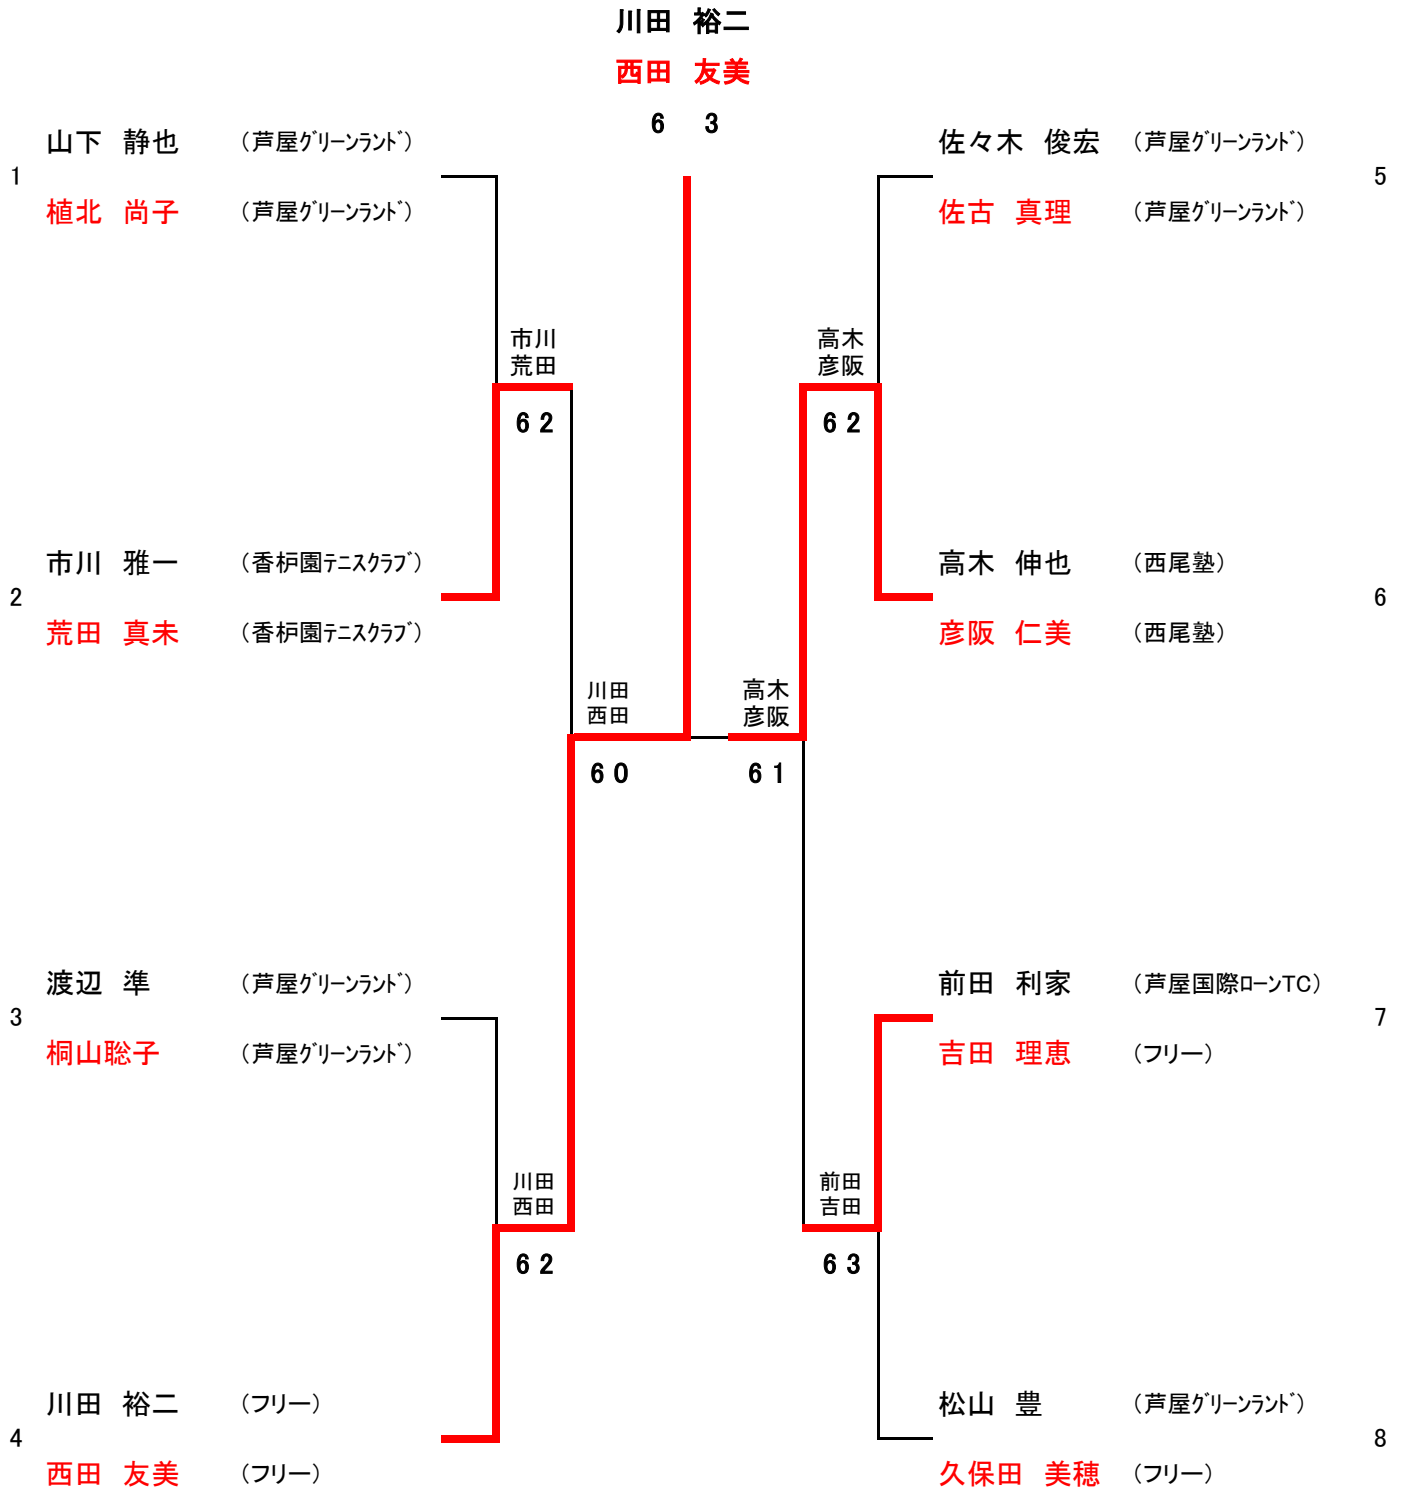 川田 裕二
西田 友美
6 3
山下 静也 （芦屋ｸﾞﾘｰﾝﾗﾝﾄﾞ）
1
植北 尚子 （芦屋ｸﾞﾘｰﾝﾗﾝﾄﾞ）
市川
荒田
6 2
市川 雅一 （香枦園ﾃﾆｽｸﾗﾌﾞ）
2
荒田 真未 （香枦園ﾃﾆｽｸﾗﾌﾞ）
川田
西田
6 0
渡辺 準 （芦屋ｸﾞﾘｰﾝﾗﾝﾄﾞ）
3
桐山聡子 （芦屋ｸﾞﾘｰﾝﾗﾝﾄﾞ）
川田
西田
6 2
川田 裕二 （フリー）
4
西田 友美 （フリー）
佐々木 俊宏 （芦屋ｸﾞﾘｰﾝﾗﾝﾄﾞ）
5
佐古 真理 （芦屋ｸﾞﾘｰﾝﾗﾝﾄﾞ）
高木
彦阪
6 2
高木 伸也 （西尾塾）
6
彦阪 仁美 （西尾塾）
高木
彦阪
6 1
前田 利家 （芦屋国際ﾛｰﾝTC）
7
吉田 理恵 （フリー）
前田
吉田
6 3
松山 豊 （芦屋ｸﾞﾘｰﾝﾗﾝﾄﾞ）
8
久保田 美穂 （フリー）